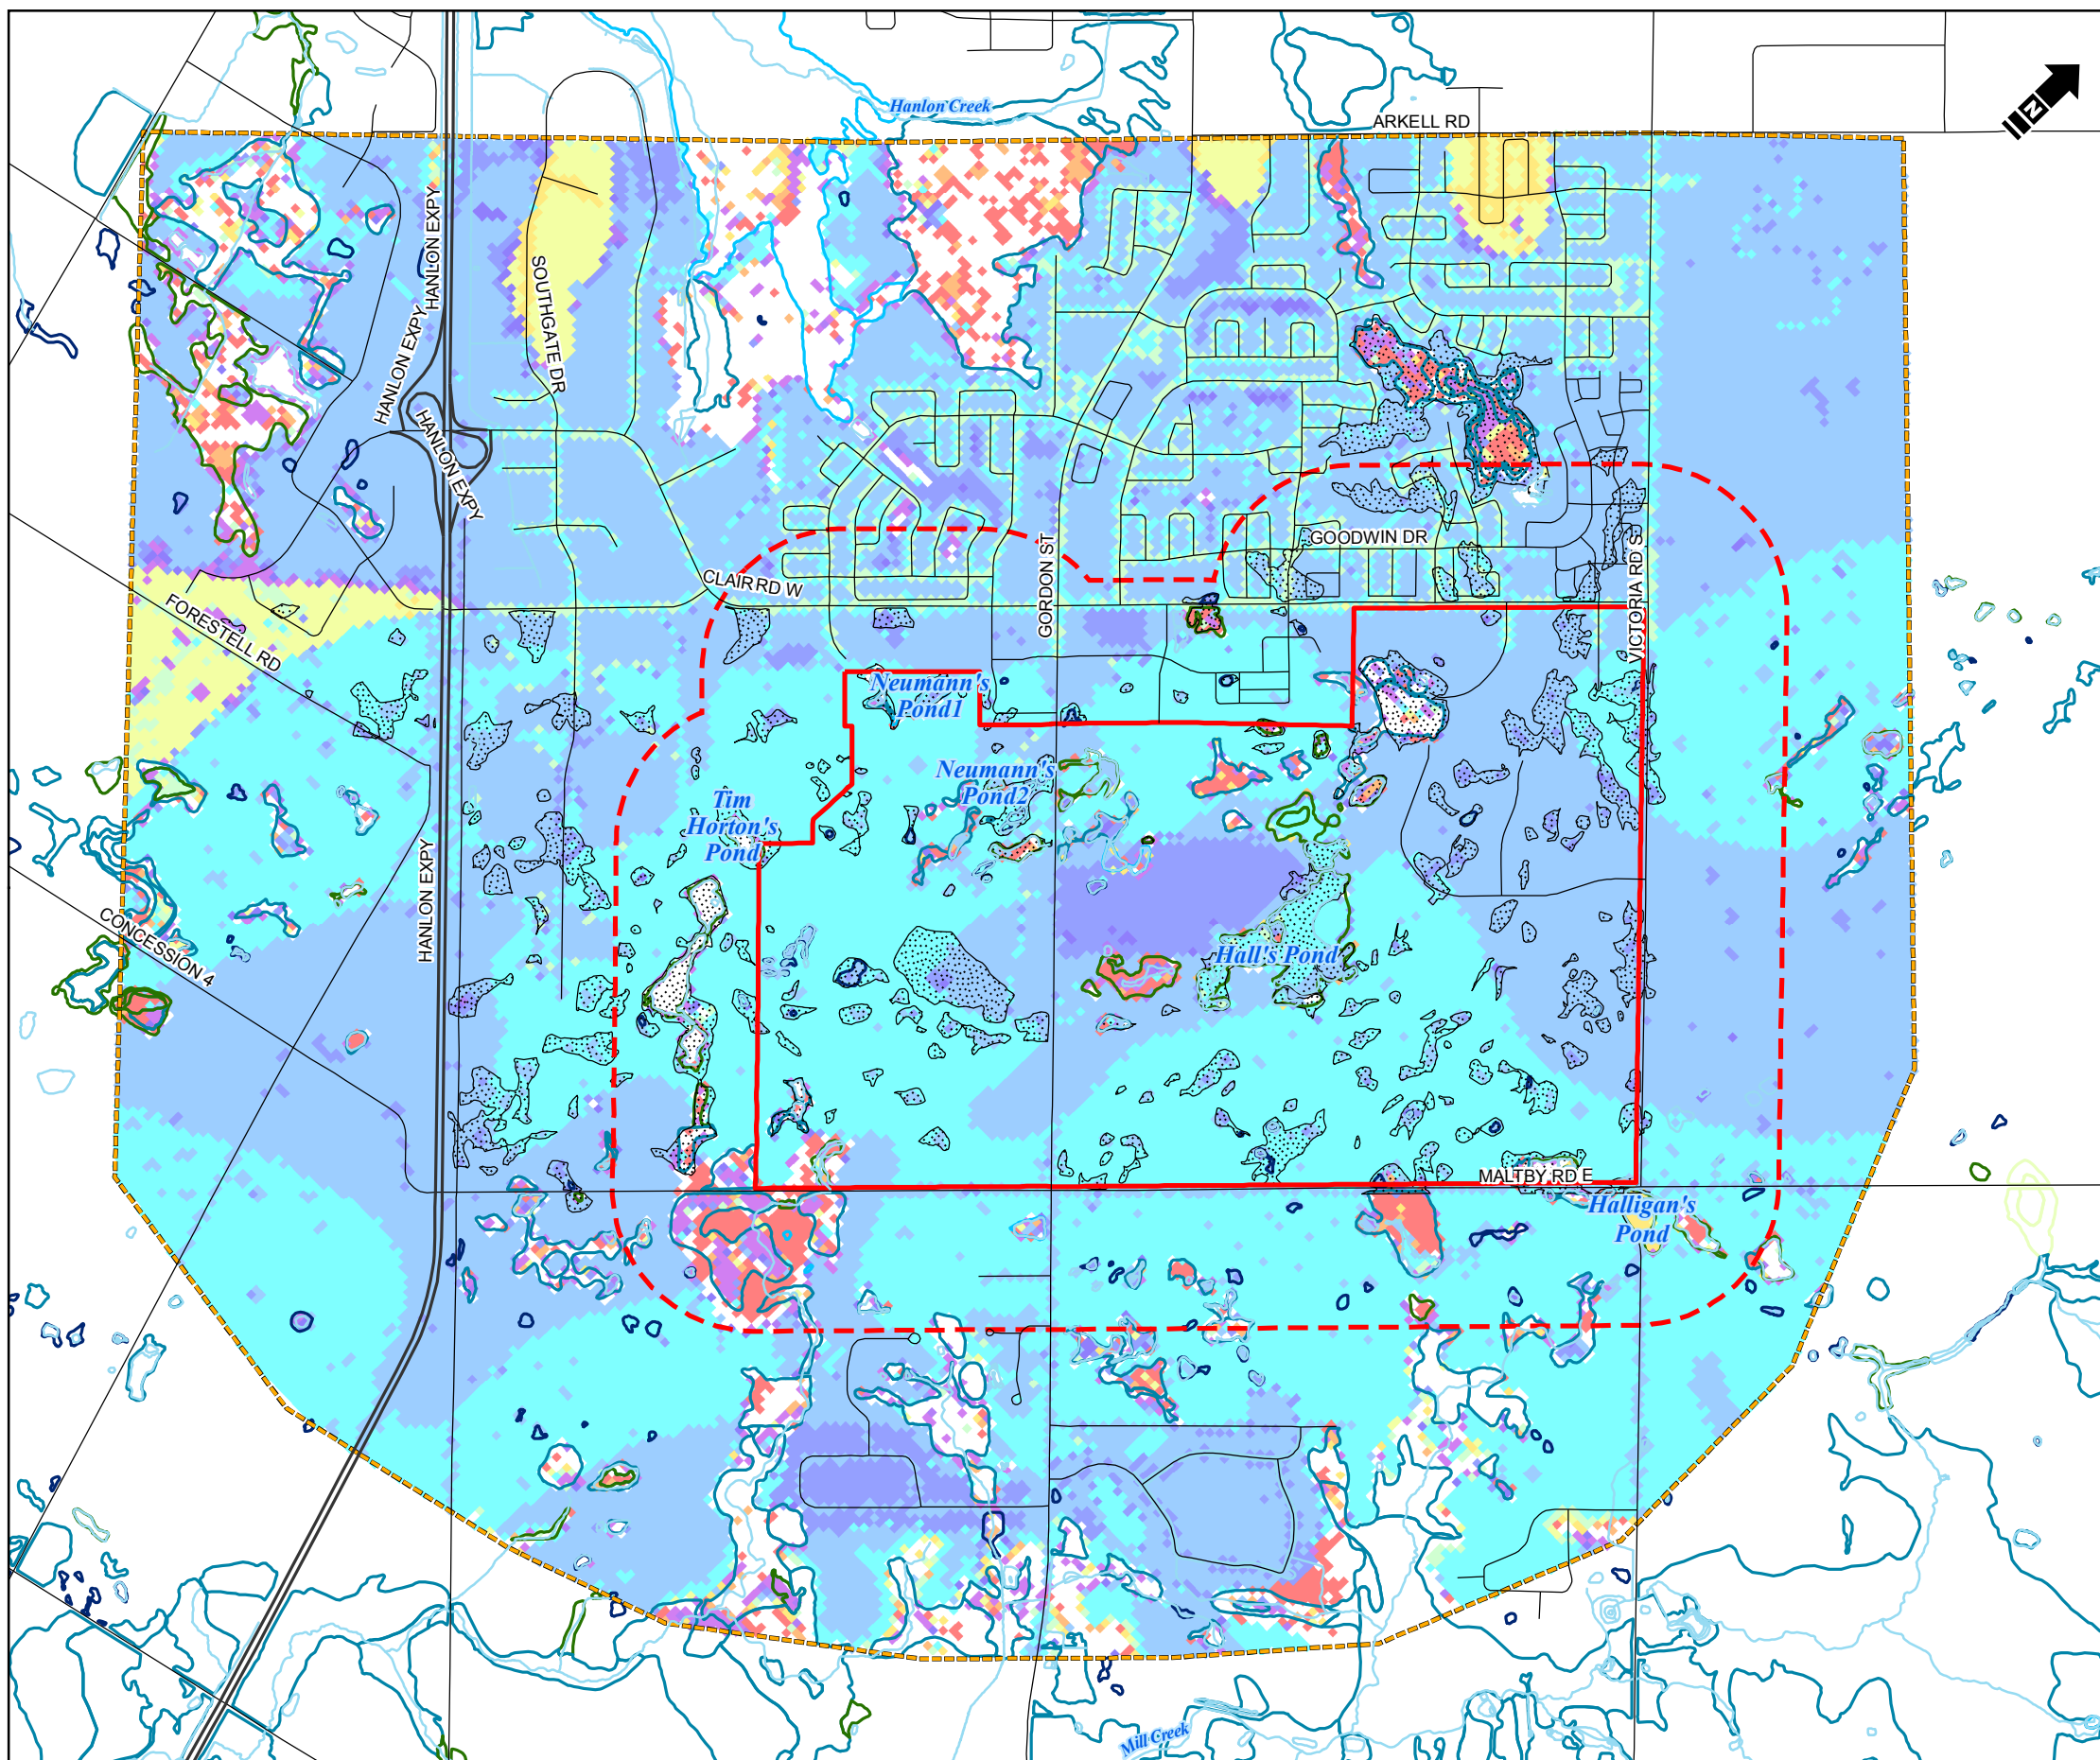 Hanlon Creek
ARKELL RD
N
HANLON EXPY
SOUTHGATE DR
HANLON EXPY
HANLON EXPY
GORDON ST
GOODWIN DR
VICTORIA RD S
CLAIR RD W
FORESTELL RD
Neumann's
Pond1
Neumann's
Pond2
Tim
Horton's
Pond
HANLON EXPY
CONCESSION 4
Hall's Pond
MALTBY RD E
Halligan's
Pond
Mill Creek